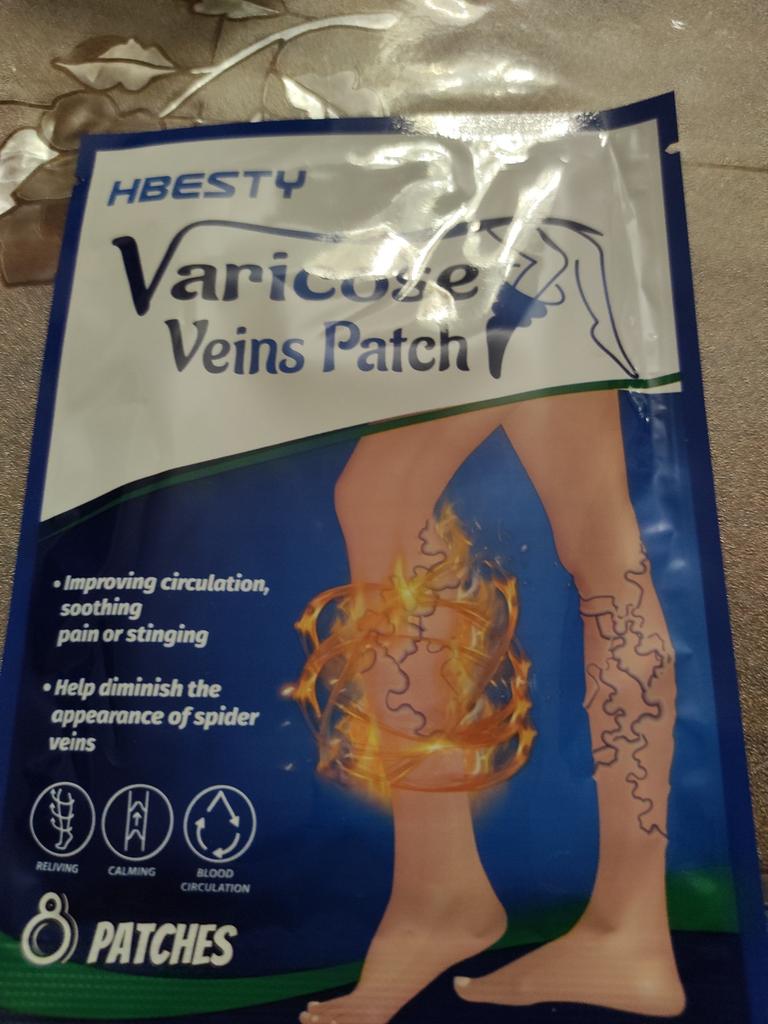 HBESTY
Varicose
Veins Patch
• Improving circulation,
soothing
pain or stinging
• Help diminish the
appearance of spider
veins
RELIVING
CALMING
BLOOD
CIRCULATION
8 PATCHES